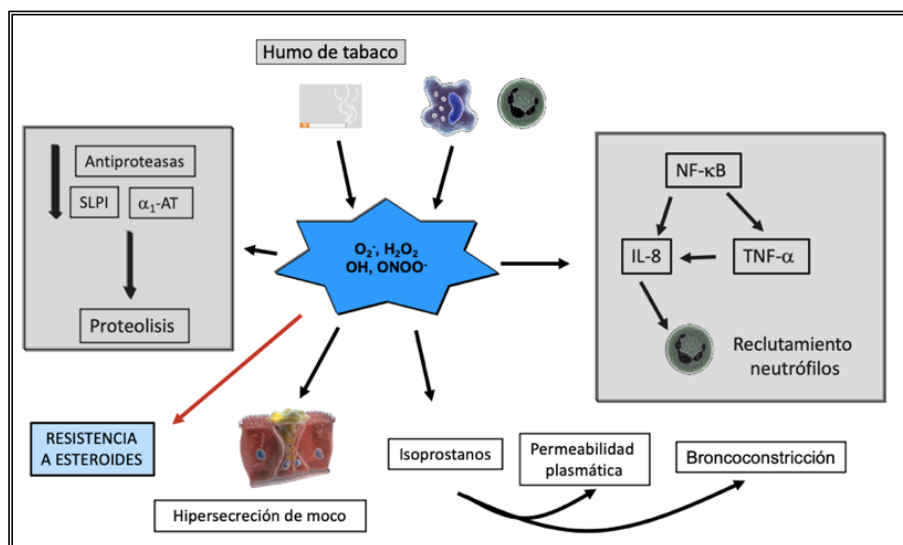 Humo de tabaco
Antiproteasas
SLPI
α₁-AT
Proteolisis
O₂⁻, H₂O₂
OH, ONOO⁻
NF-κB
IL-8
TNF-α
Reclutamiento
neutrófilos
RESISTENCIA
A ESTEROIDES
Hipersecreción de moco
Isoprostanos
Permeabilidad
plasmática
Broncoconstricción